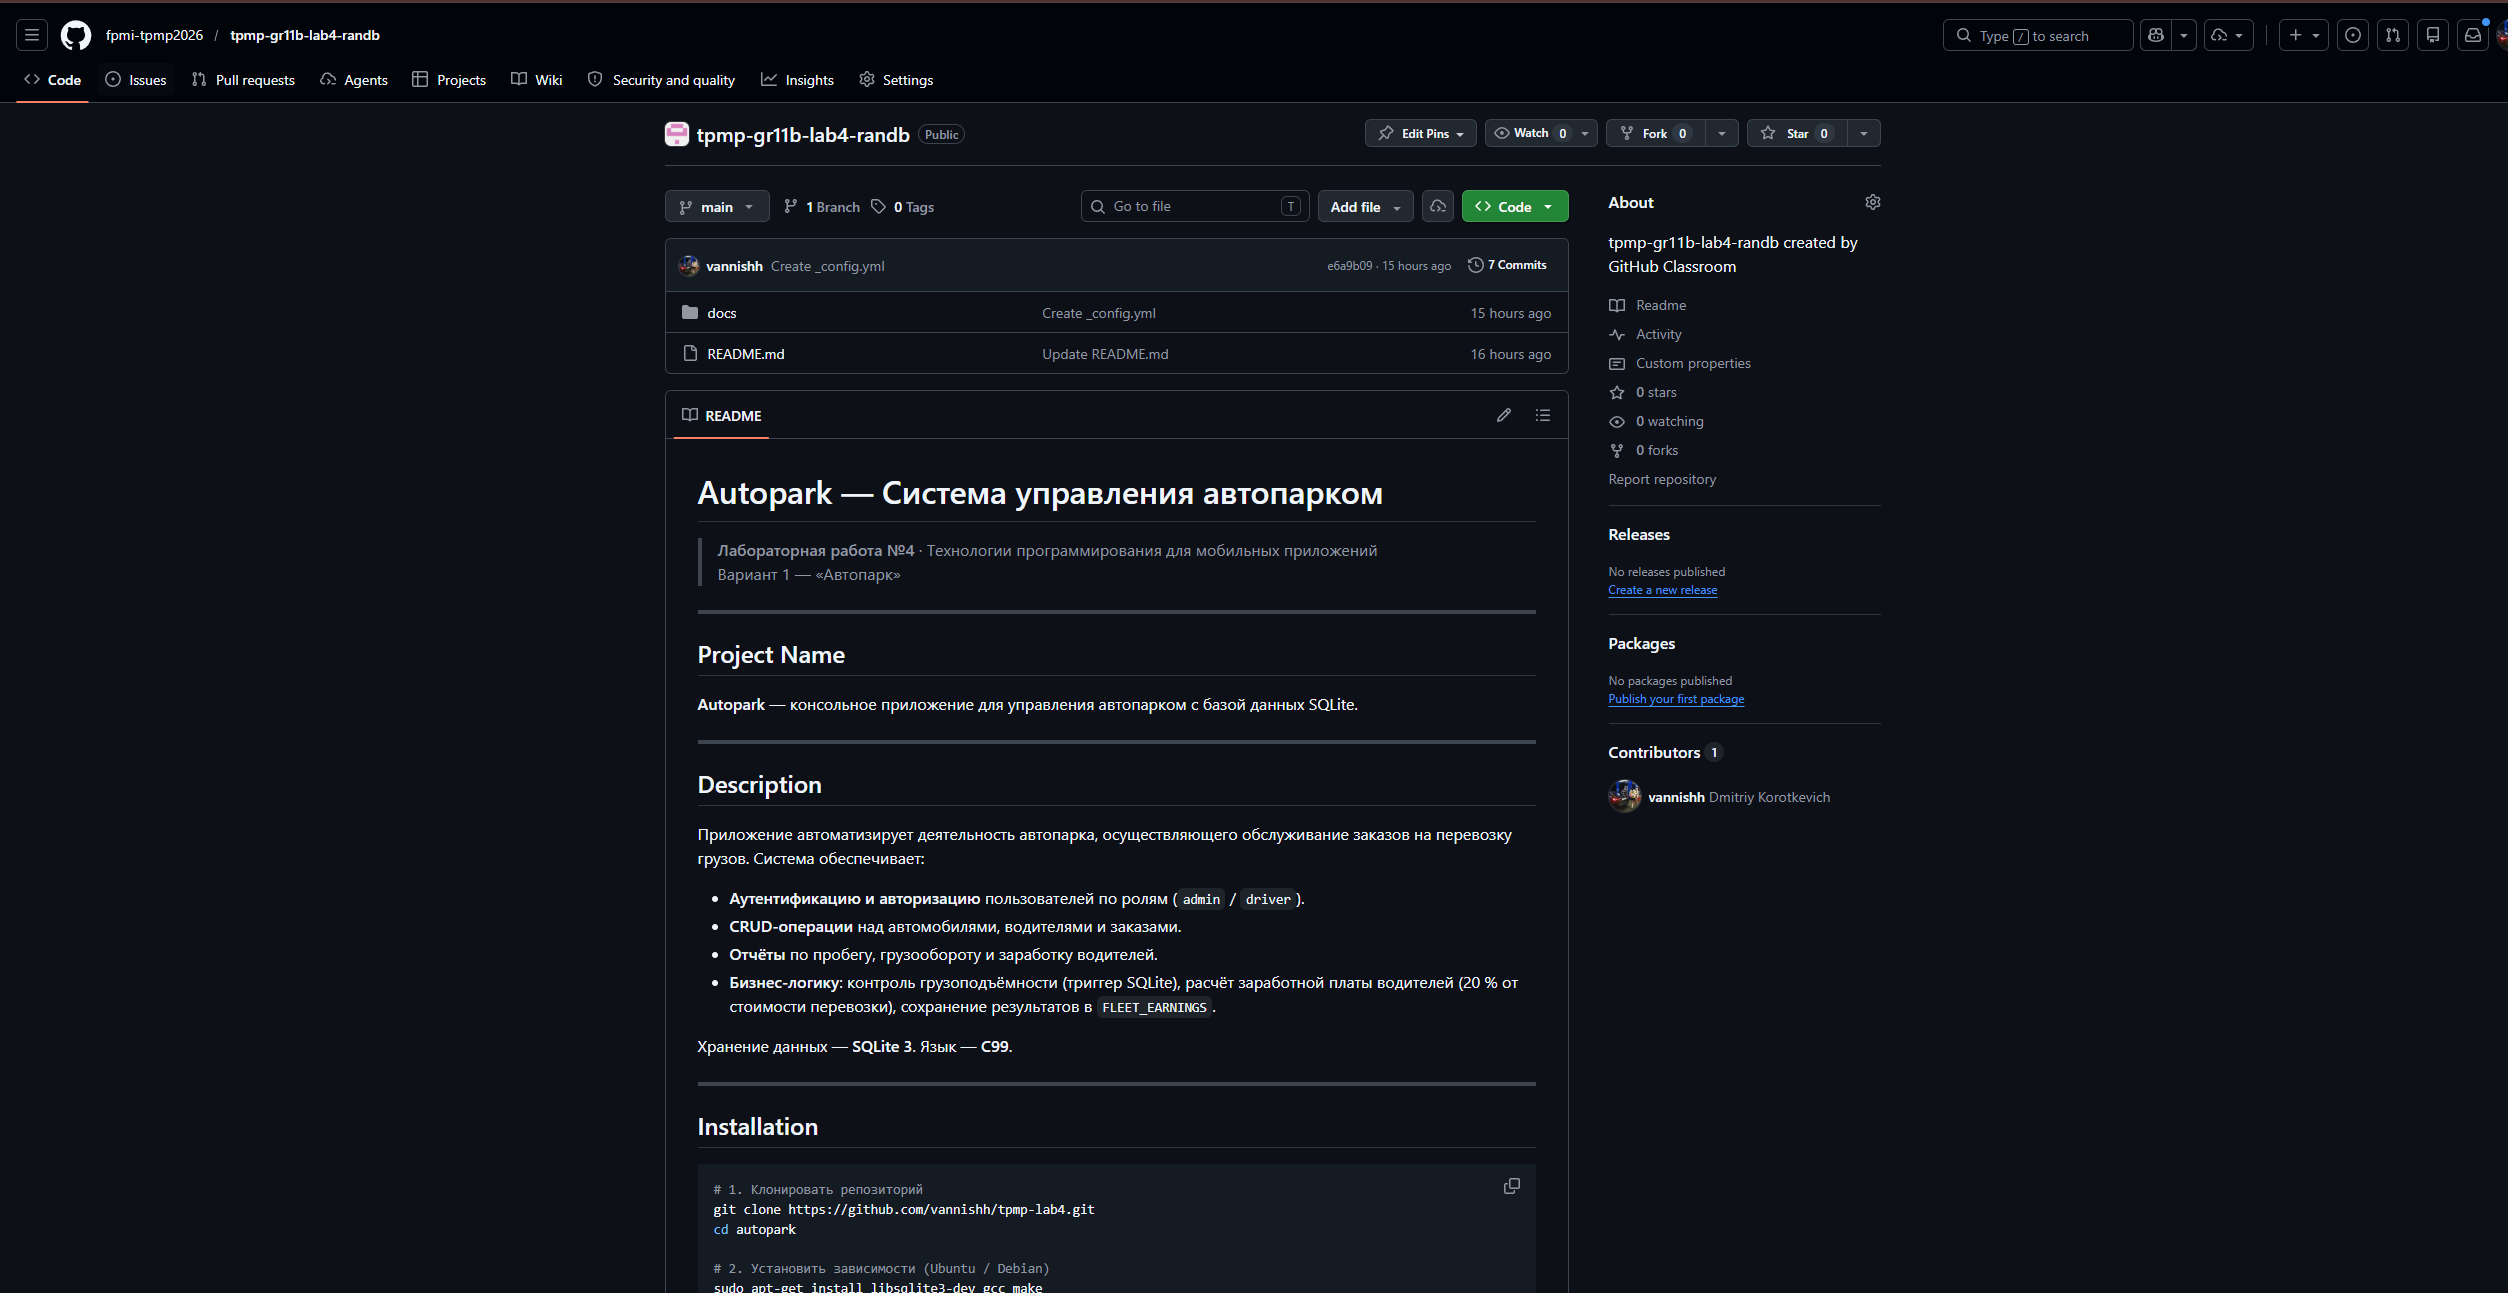 fpmi-tpmp2026 / tpmp-gr11b-lab4-randb
Type / to search
Code
Issues
Pull requests
Agents
Projects
Wiki
Security and quality
Insights
Settings
tpmp-gr11b-lab4-randb Public
Edit Pins
Watch 0
Fork 0
Star 0
main
1 Branch
0 Tags
Go to file T
Add file
Code
vannishh Create _config.yml
e6a9b09 · 15 hours ago
7 Commits
docs
Create _config.yml
15 hours ago
README.md
Update README.md
16 hours ago
README
Autopark — Система управления автопарком
Лабораторная работа №4 · Технологии программирования для мобильных приложений
Вариант 1 — «Автопарк»
Project Name
Autopark — консольное приложение для управления автопарком с базой данных SQLite.
Description
Приложение автоматизирует деятельность автопарка, осуществляющего обслуживание заказов на перевозку
грузов. Система обеспечивает:
Аутентификацию и авторизацию пользователей по ролям ( admin / driver ).
CRUD-операции над автомобилями, водителями и заказами.
Отчёты по пробегу, грузообороту и заработку водителей.
Бизнес-логику: контроль грузоподъёмности (триггер SQLite), расчёт заработной платы водителей (20 % от
стоимости перевозки), сохранение результатов в FLEET_EARNINGS .
Хранение данных — SQLite 3. Язык — C99.
Installation
# 1. Клонировать репозиторий
git clone https://github.com/vannishh/tpmp-lab4.git
cd autopark
# 2. Установить зависимости (Ubuntu / Debian)
sudo apt-get install libsqlite3-dev gcc make
About
tpmp-gr11b-lab4-randb created by
GitHub Classroom
Readme
Activity
Custom properties
0 stars
0 watching
0 forks
Report repository
Releases
No releases published
Create a new release
Packages
No packages published
Publish your first package
Contributors 1
vannishh Dmitriy Korotkevich